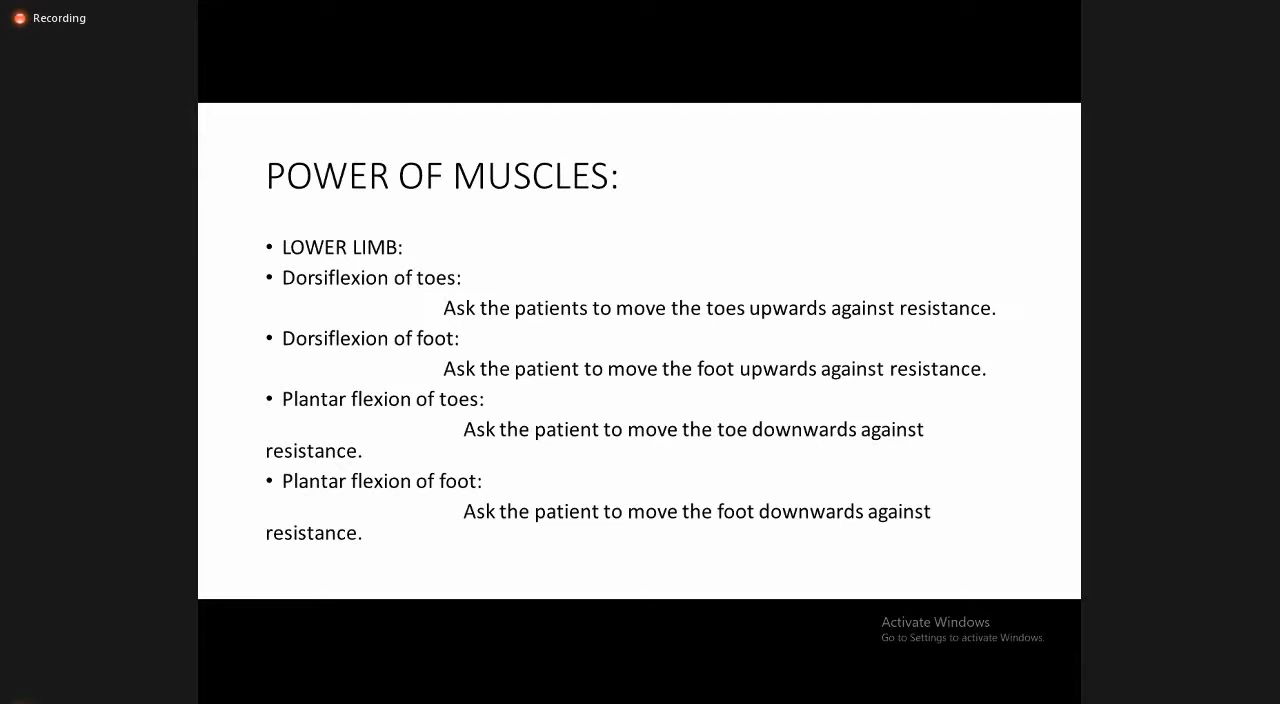 Recording
POWER OF MUSCLES:
• LOWER LIMB:
• Dorsiflexion of toes:
Ask the patients to move the toes upwards against resistance.
• Dorsiflexion of foot:
Ask the patient to move the foot upwards against resistance.
• Plantar flexion of toes:
Ask the patient to move the toe downwards against
resistance.
• Plantar flexion of foot:
Ask the patient to move the foot downwards against
resistance.
Activate Windows
Go to Settings to activate Windows.